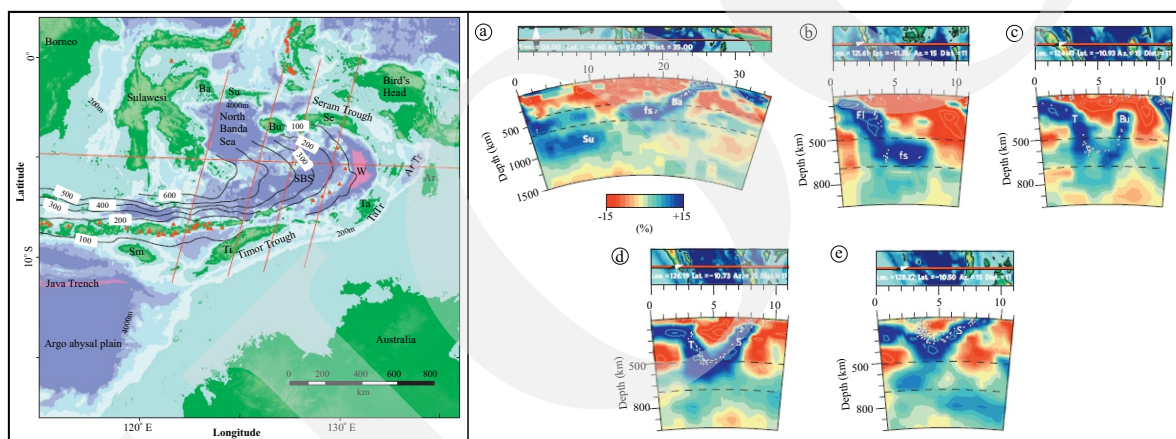 Borneo
0°
200m
Sulawesi
Ba
Su
4000m
North
Banda
Sea
Bu
Seram Trough
Se
Bird's
Head
100
200
300
SBS
W
Ar Tr
Ar
Latitude
500
400
300
600
200
100
Ta
TaTr
200m
10° S
Sm
Ti
Timor Trough
Java Trench
4000m
Argo abysal plain
Australia
0 200 400 600 800
km
120° E
130° E
Longitude
a
0
10
20
30
Ba
fs
Su
0
500
1000
1500
Depth (km)
-15
+15
(%)
b
0 5 10
Fl
fs
500
800
Depth (km)
c
0 5 10
T
Bu
500
800
Depth (km)
d
0 5 10
T
S
500
800
Depth (km)
e
0 5 10
S
500
800
Depth (km)